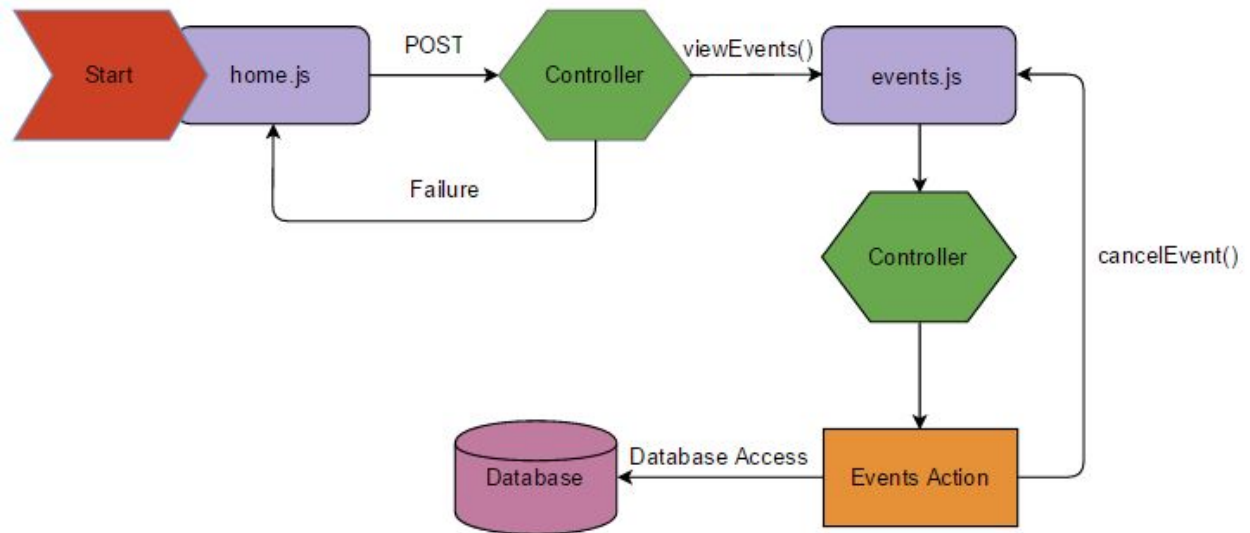 Start
home.js
POST
Controller
viewEvents()
events.js
Failure
Controller
cancelEvent()
Database
Database Access
Events Action